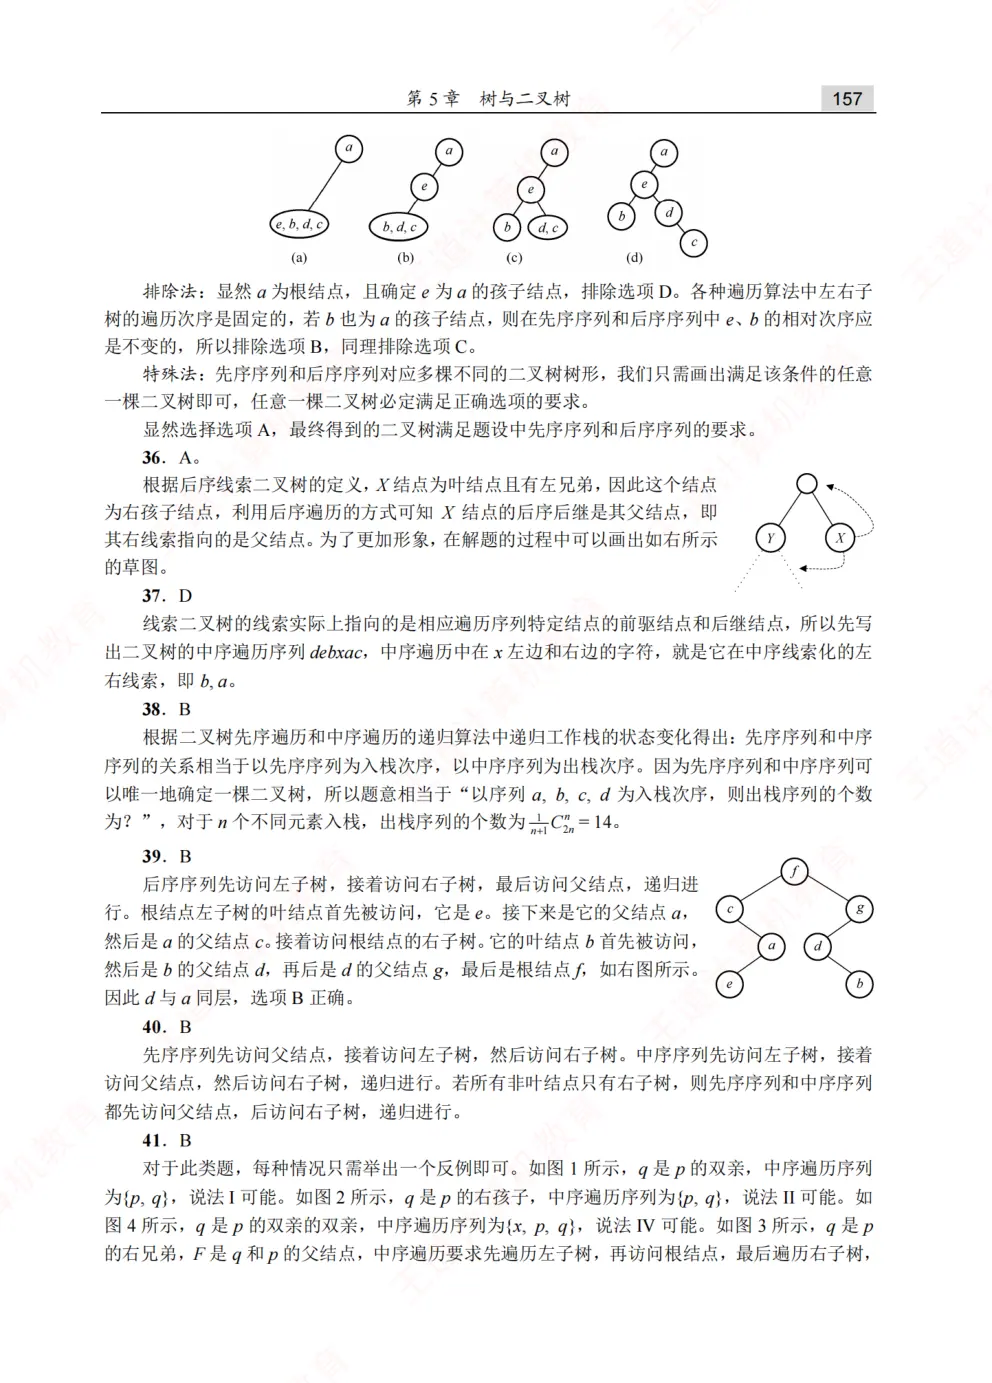 第 5 章 树与二叉树 157
a a a a
e e e
e, b, d, c b, d, c b d, c b d c
(a) (b) (c) (d)
排除法：显然 a 为根结点，且确定 e 为 a 的孩子结点，排除选项 D。各种遍历算法中左右子
树的遍历次序是固定的，若 b 也为 a 的孩子结点，则在先序序列和后序序列中 e、b 的相对次序应
是不变的，所以排除选项 B，同理排除选项 C。
特殊法：先序序列和后序序列对应多棵不同的二叉树树形，我们只需画出满足该条件的任意
一棵二叉树即可，任意一棵二叉树必定满足正确选项的要求。
显然选择选项 A，最终得到的二叉树满足题设中先序序列和后序序列的要求。
36．A。
根据后序线索二叉树的定义，X 结点为叶结点且有左兄弟，因此这个结点
为右孩子结点，利用后序遍历的方式可知 X 结点的后序后继是其父结点，即
其右线索指向的是父结点。为了更加形象，在解题的过程中可以画出如右所示
的草图。
Y X
37．D
线索二叉树的线索实际上指向的是相应遍历序列特定结点的前驱结点和后继结点，所以先写
出二叉树的中序遍历序列 debxac，中序遍历中在 x 左边和右边的字符，就是它在中序线索化的左
右线索，即 b, a。
38．B
根据二叉树先序遍历和中序遍历的递归算法中递归工作栈的状态变化得出：先序序列和中序
序列的关系相当于以先序序列为入栈次序，以中序序列为出栈次序。因为先序序列和中序序列可
以唯一地确定一棵二叉树，所以题意相当于“以序列 a, b, c, d 为入栈次序，则出栈序列的个数
为？”，对于 n 个不同元素入栈，出栈序列的个数为 $\frac{1}{n+1}C_{2n}^{n}$ = 14。
39．B
后序序列先访问左子树，接着访问右子树，最后访问父结点，递归进
行。根结点左子树的叶结点首先被访问，它是 e。接下来是它的父结点 a，
然后是 a 的父结点 c。接着访问根结点的右子树。它的叶结点 b 首先被访问，
然后是 b 的父结点 d，再后是 d 的父结点 g，最后是根结点 f，如右图所示。
因此 d 与 a 同层，选项 B 正确。
f
c g
a d
e b
40．B
先序序列先访问父结点，接着访问左子树，然后访问右子树。中序序列先访问左子树，接着
访问父结点，然后访问右子树，递归进行。若所有非叶结点只有右子树，则先序序列和中序序列
都先访问父结点，后访问右子树，递归进行。
41．B
对于此类题，每种情况只需举出一个反例即可。如图 1 所示，q 是 p 的双亲，中序遍历序列
为{p, q}，说法 I 可能。如图 2 所示，q 是 p 的右孩子，中序遍历序列为{p, q}，说法 II 可能。如
图 4 所示，q 是 p 的双亲的双亲，中序遍历序列为{x, p, q}，说法 IV 可能。如图 3 所示，q 是 p
的右兄弟，F 是 q 和 p 的父结点，中序遍历要求先遍历左子树，再访问根结点，最后遍历右子树，